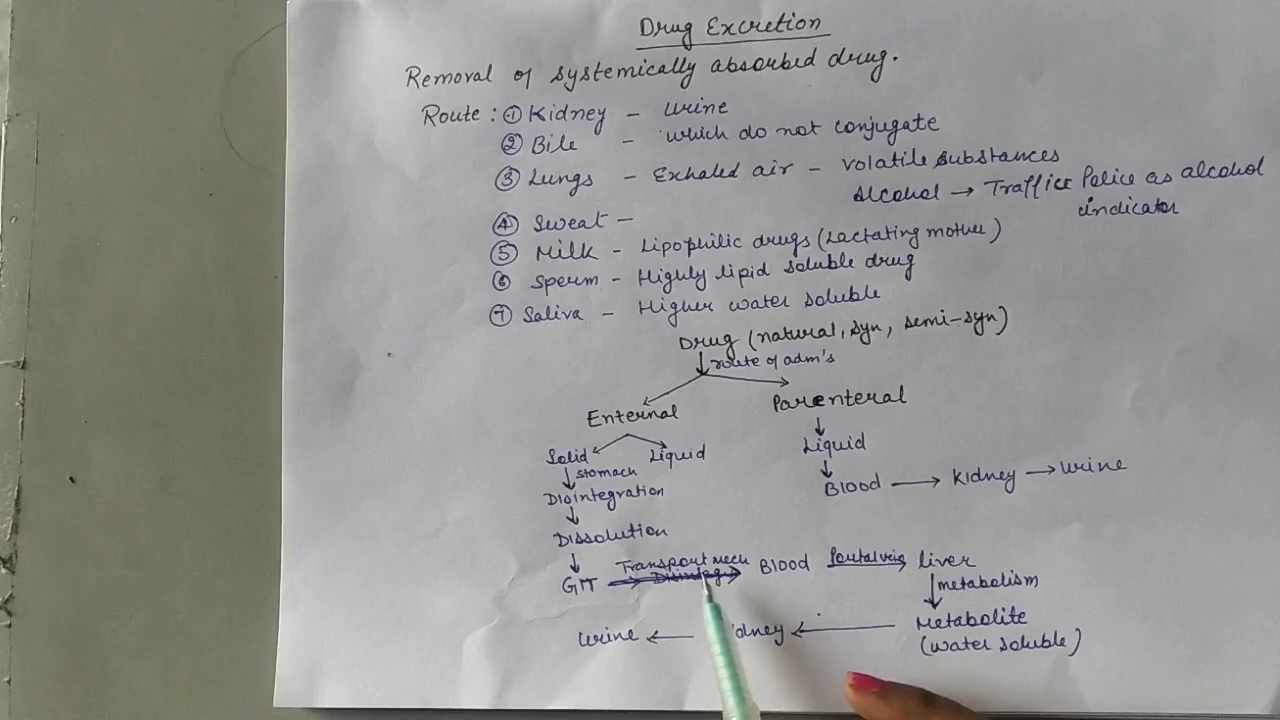 Drug Excretion
Removal of systemically absorbed drug.
Route : ① Kidney – Urine
② Bile – which do not conjugate
③ Lungs – Exhaled air – volatile substances
Alcohol → Traffice Police as alcohol
indicator
④ Sweat –
⑤ Milk – Lipophilic drugs (Lactating mother)
⑥ Sperm – Highly lipid soluble drug
⑦ Saliva – Higher water soluble
Drug (natural, syn, semi-syn)
↓ route of adm's
Enternal Parenteral
Solid Liquid
↓ Stomach
Disintegration
↓
Dissolution
↓
GIT
↓
Liquid
↓
Blood → Kidney → Urine
Transport mech
Blood Portal vein liver
↓ metabolism
Metabolite
(water soluble)
Urine ← idney ←